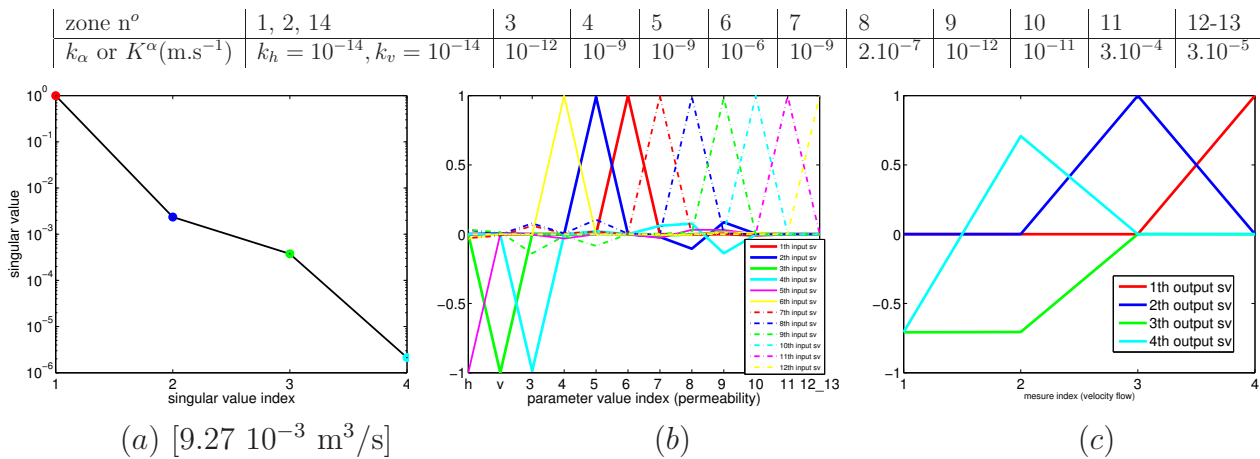 zone nᵒ 1, 2, 14 3 4 5 6 7 8 9 10 11 12-13
kα or Kᵅ(m.s⁻¹) kₕ = 10⁻¹⁴, kᵥ = 10⁻¹⁴ 10⁻¹² 10⁻⁹ 10⁻⁹ 10⁻⁶ 10⁻⁹ 2.10⁻⁷ 10⁻¹² 10⁻¹¹ 3.10⁻⁴ 3.10⁻⁵
10⁰
10⁻¹
10⁻²
10⁻³
10⁻⁴
10⁻⁵
10⁻⁶
singular value
1 2 3 4
singular value index
(a) [9.27 10⁻³ m³/s]
1
0.5
0
−0.5
−1
1th input sv
2th input sv
3th input sv
4th input sv
5th input sv
6th input sv
7th input sv
8th input sv
9th input sv
10th input sv
11th input sv
12th input sv
h v 3 4 5 6 7 8 9 10 11 12_13
parameter value index (permeability)
(b)
1
0.5
0
−0.5
−1
1th output sv
2th output sv
3th output sv
4th output sv
1 2 3 4
mesure index (velocity flow)
(c)